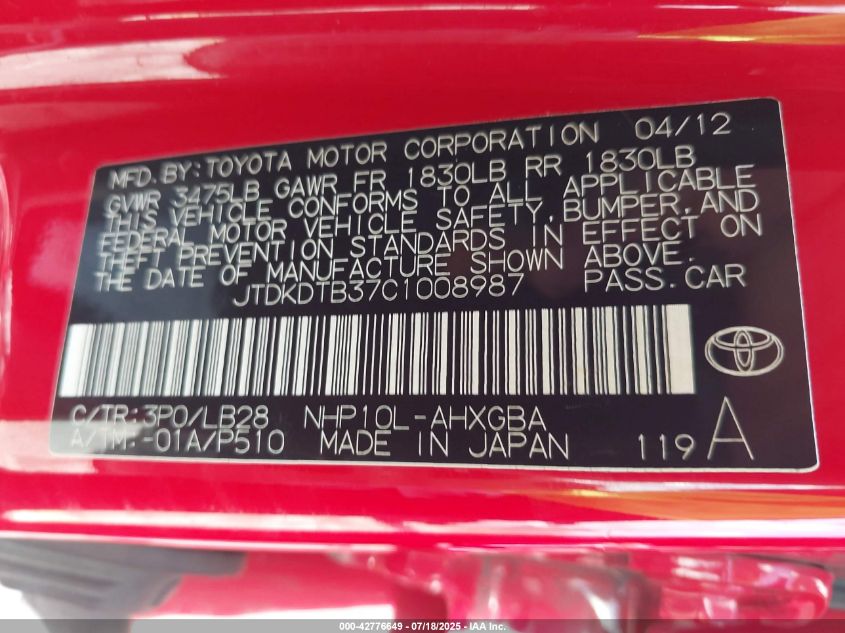 MFD. BY: TOYOTA MOTOR CORPORATION 04/12
GVWR 3475LB GAWR FR 1830LB RR 1830LB
THIS VEHICLE CONFORMS TO ALL APPLICABLE
FEDERAL MOTOR VEHICLE SAFETY, BUMPER, AND
THEFT PREVENTION STANDARDS IN EFFECT ON
THE DATE OF MANUFACTURE SHOWN ABOVE.
JTDKDTB37C1008987 PASS. CAR
C/TR: 3P0/LB28 NHP10L-AHXGBA
A/TM: -01A/P510 MADE IN JAPAN 119 A
000-42776649 - 07/18/2025 - IAA, Inc.